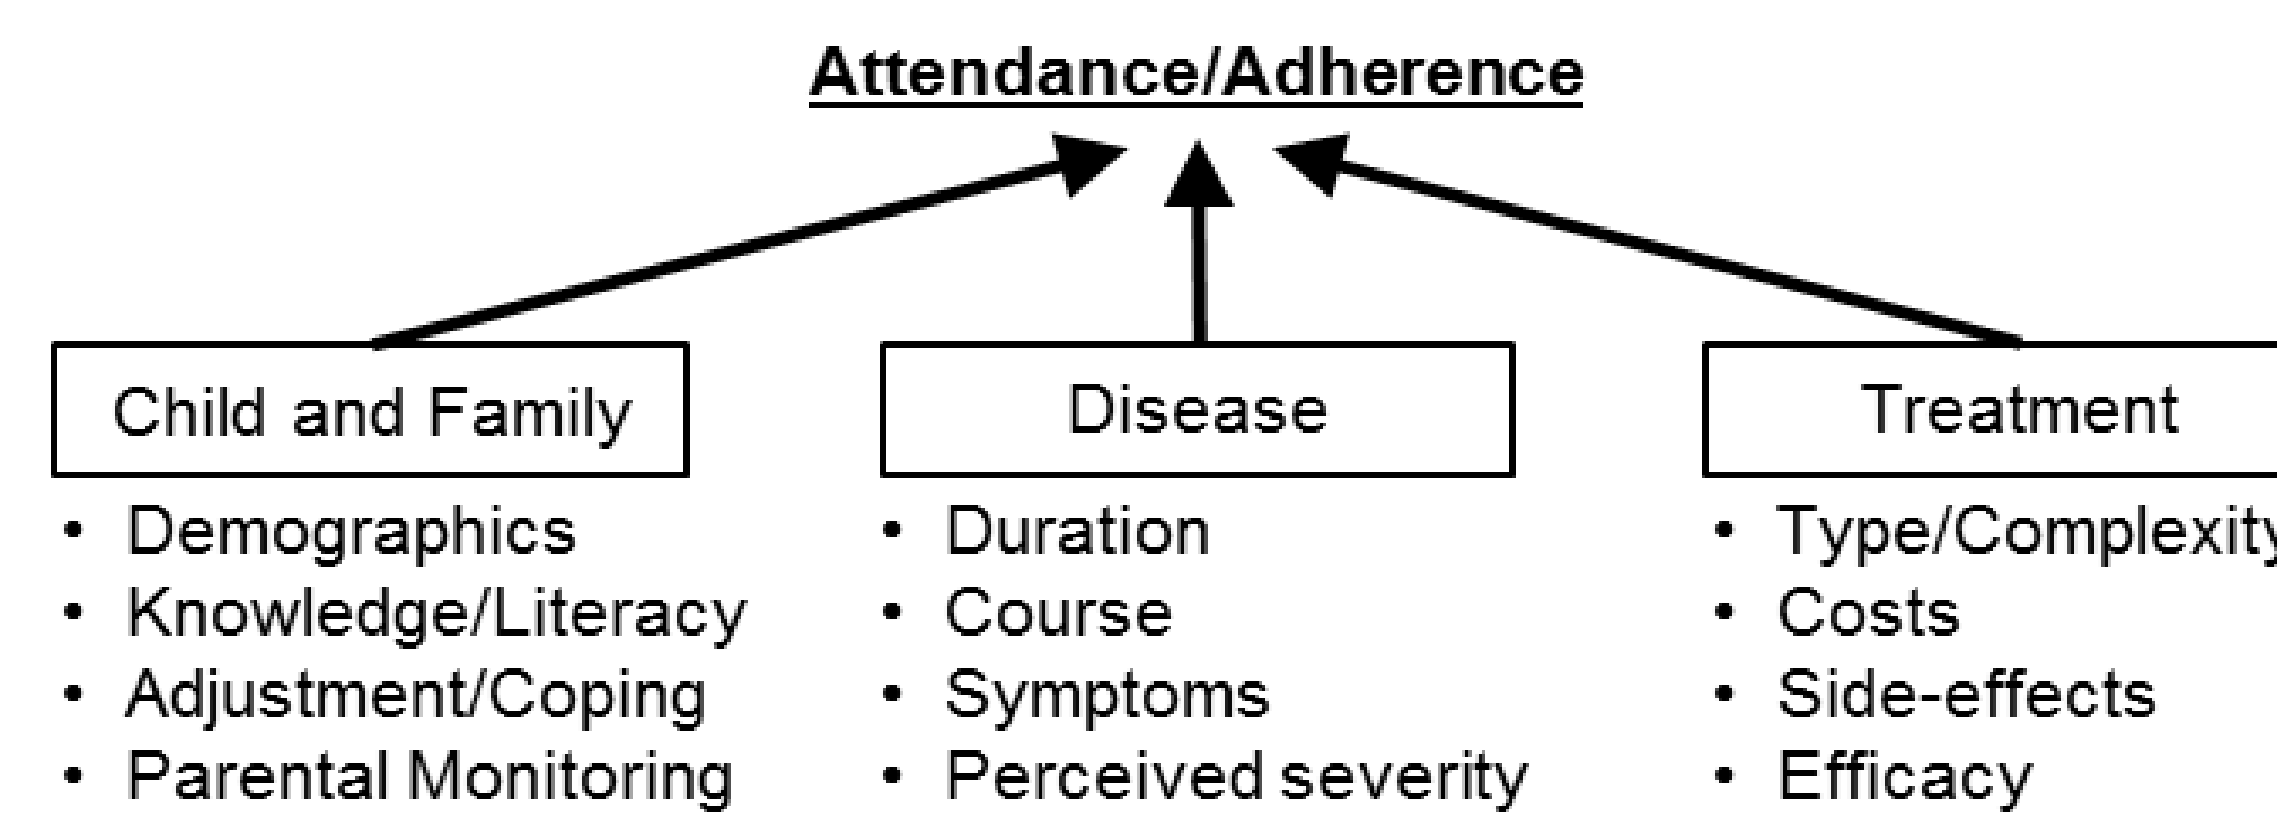 Attendance/Adherence
Child and Family
• Demographics
• Knowledge/Literacy
• Adjustment/Coping
• Parental Monitoring
Disease
• Duration
• Course
• Symptoms
• Perceived severity
Treatment
• Type/Complexity
• Costs
• Side-effects
• Efficacy